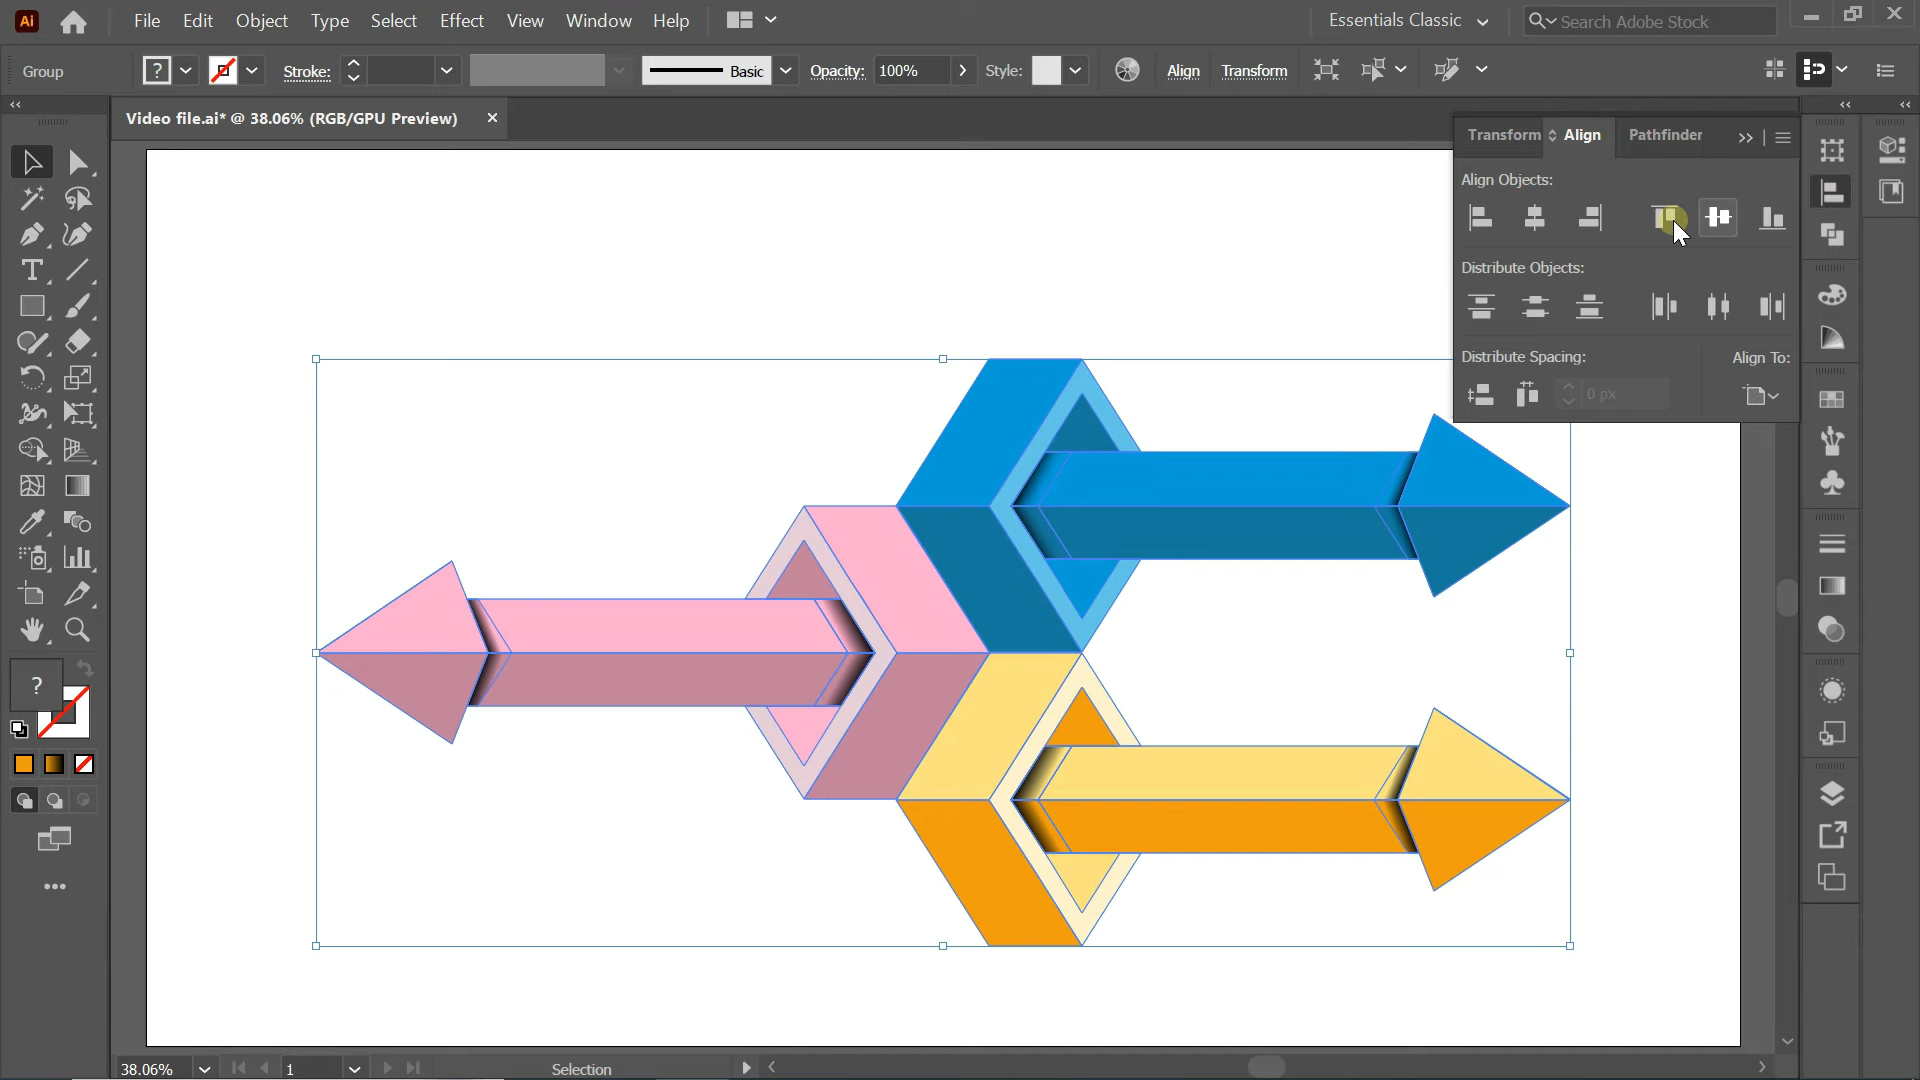 Ai File Edit Object Type Select Effect View Window Help Essentials Classic Search Adobe Stock
Group ? Stroke: Basic Opacity: 100% Style: Align Transform
Video file.ai* @ 38.06% (RGB/GPU Preview)
Transform Align Pathfinder
Align Objects:
Distribute Objects:
Distribute Spacing: Align To:
0 px
T
?
38.06% 1 Selection